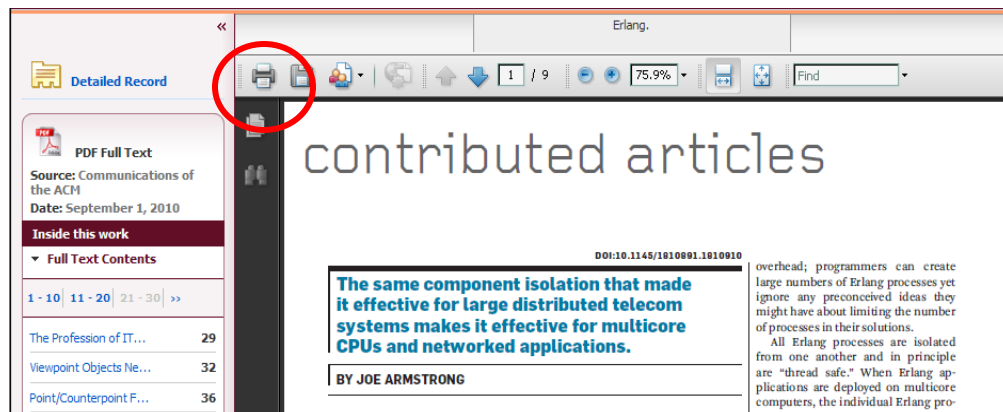 «
Erlang.
Detailed Record
1 / 9
75.9%
Find
PDF
PDF Full Text
Source: Communications of
the ACM
Date: September 1, 2010
Inside this work
Full Text Contents
1 - 10 | 11 - 20 | 21 - 30 | »
The Profession of IT... 29
Viewpoint Objects Ne... 32
Point/Counterpoint F... 36
contributed articles
DOI:10.1145/1810891.1810910
The same component isolation that made
it effective for large distributed telecom
systems makes it effective for multicore
CPUs and networked applications.
BY JOE ARMSTRONG
overhead; programmers can create
large numbers of Erlang processes yet
ignore any preconceived ideas they
might have about limiting the number
of processes in their solutions.
All Erlang processes are isolated
from one another and in principle
are “thread safe.” When Erlang ap-
plications are deployed on multicore
computers, the individual Erlang pro-